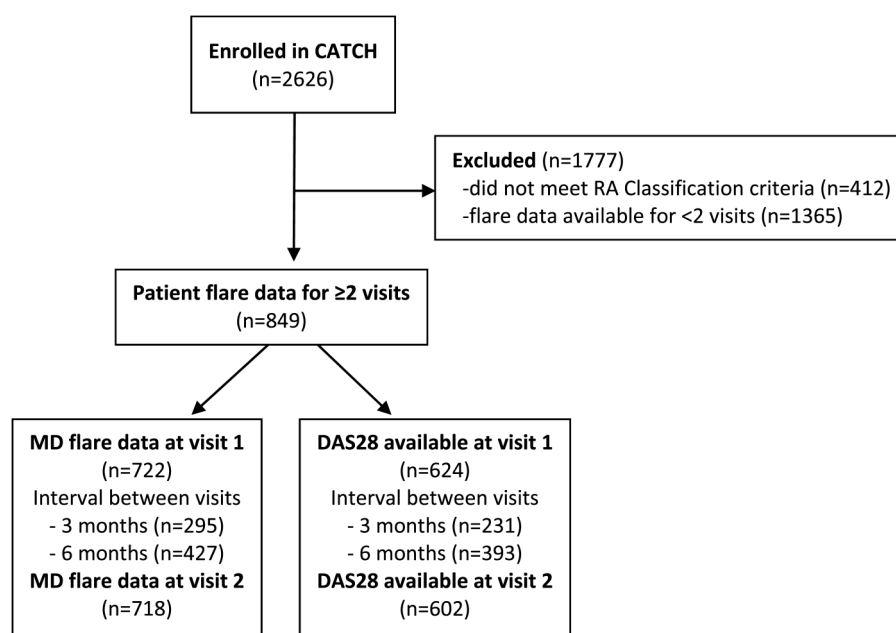 Enrolled in CATCH
(n=2626)
Excluded (n=1777)
-did not meet RA Classification criteria (n=412)
-flare data available for <2 visits (n=1365)
Patient flare data for ≥2 visits
(n=849)
MD flare data at visit 1
(n=722)
Interval between visits
- 3 months (n=295)
- 6 months (n=427)
MD flare data at visit 2
(n=718)
DAS28 available at visit 1
(n=624)
Interval between visits
- 3 months (n=231)
- 6 months (n=393)
DAS28 available at visit 2
(n=602)